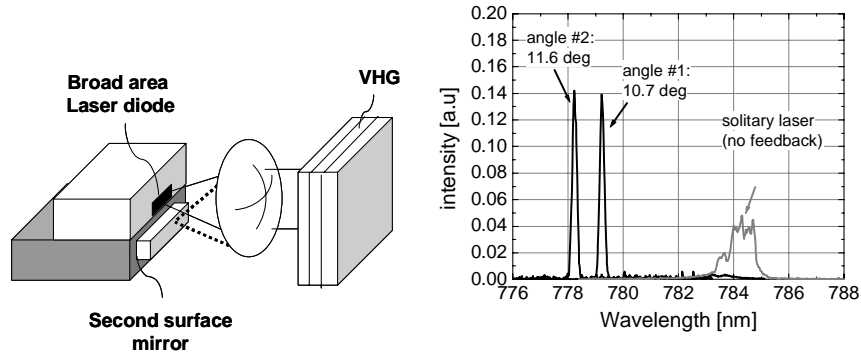 Broad area
Laser diode
VHG
Second surface
mirror
0.20
0.18
0.16
0.14
0.12
0.10
0.08
0.06
0.04
0.02
0.00
intensity [a.u]
angle #2:
11.6 deg
angle #1:
10.7 deg
solitary laser
(no feedback)
776 778 780 782 784 786 788
Wavelength [nm]